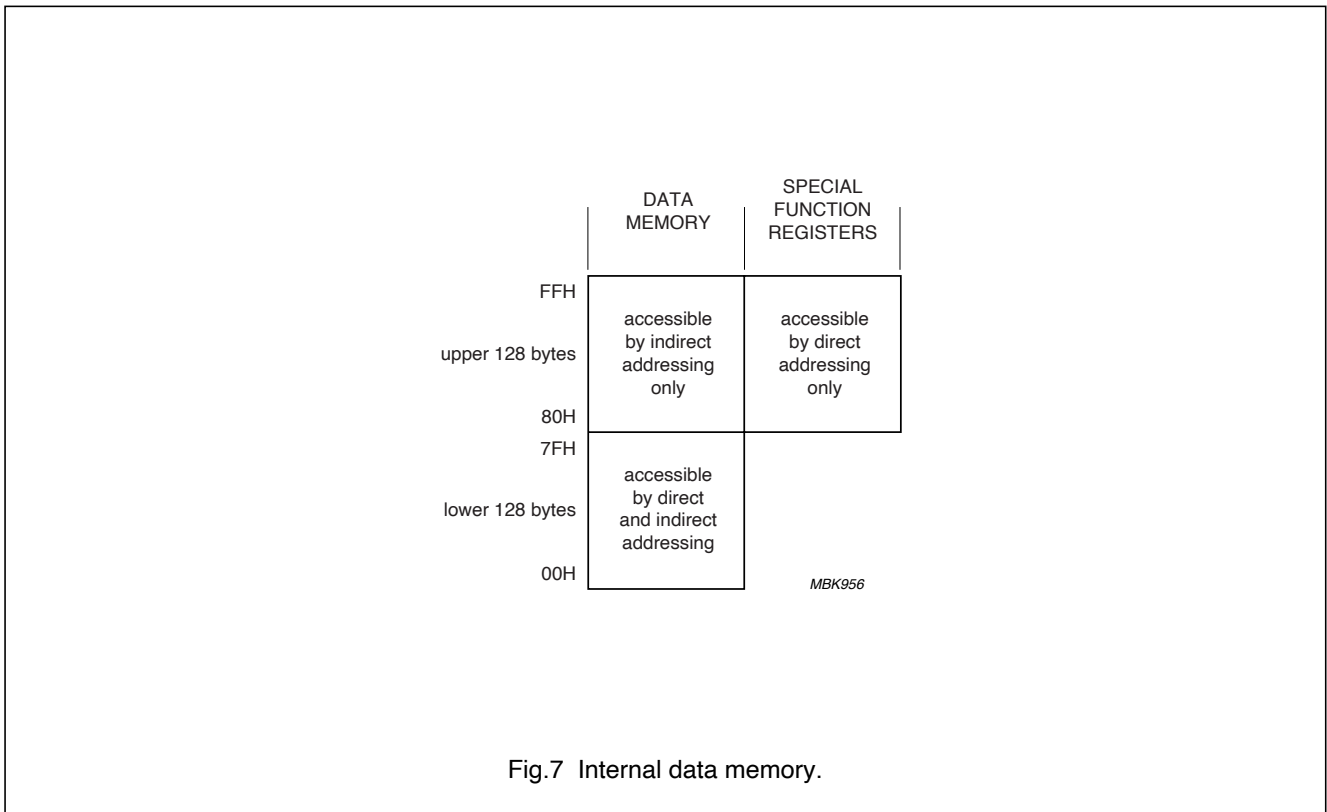 DATA
MEMORY
SPECIAL
FUNCTION
REGISTERS
FFH
upper 128 bytes
80H
accessible
by indirect
addressing
only
accessible
by direct
addressing
only
7FH
lower 128 bytes
00H
accessible
by direct
and indirect
addressing
MBK956
Fig.7 Internal data memory.